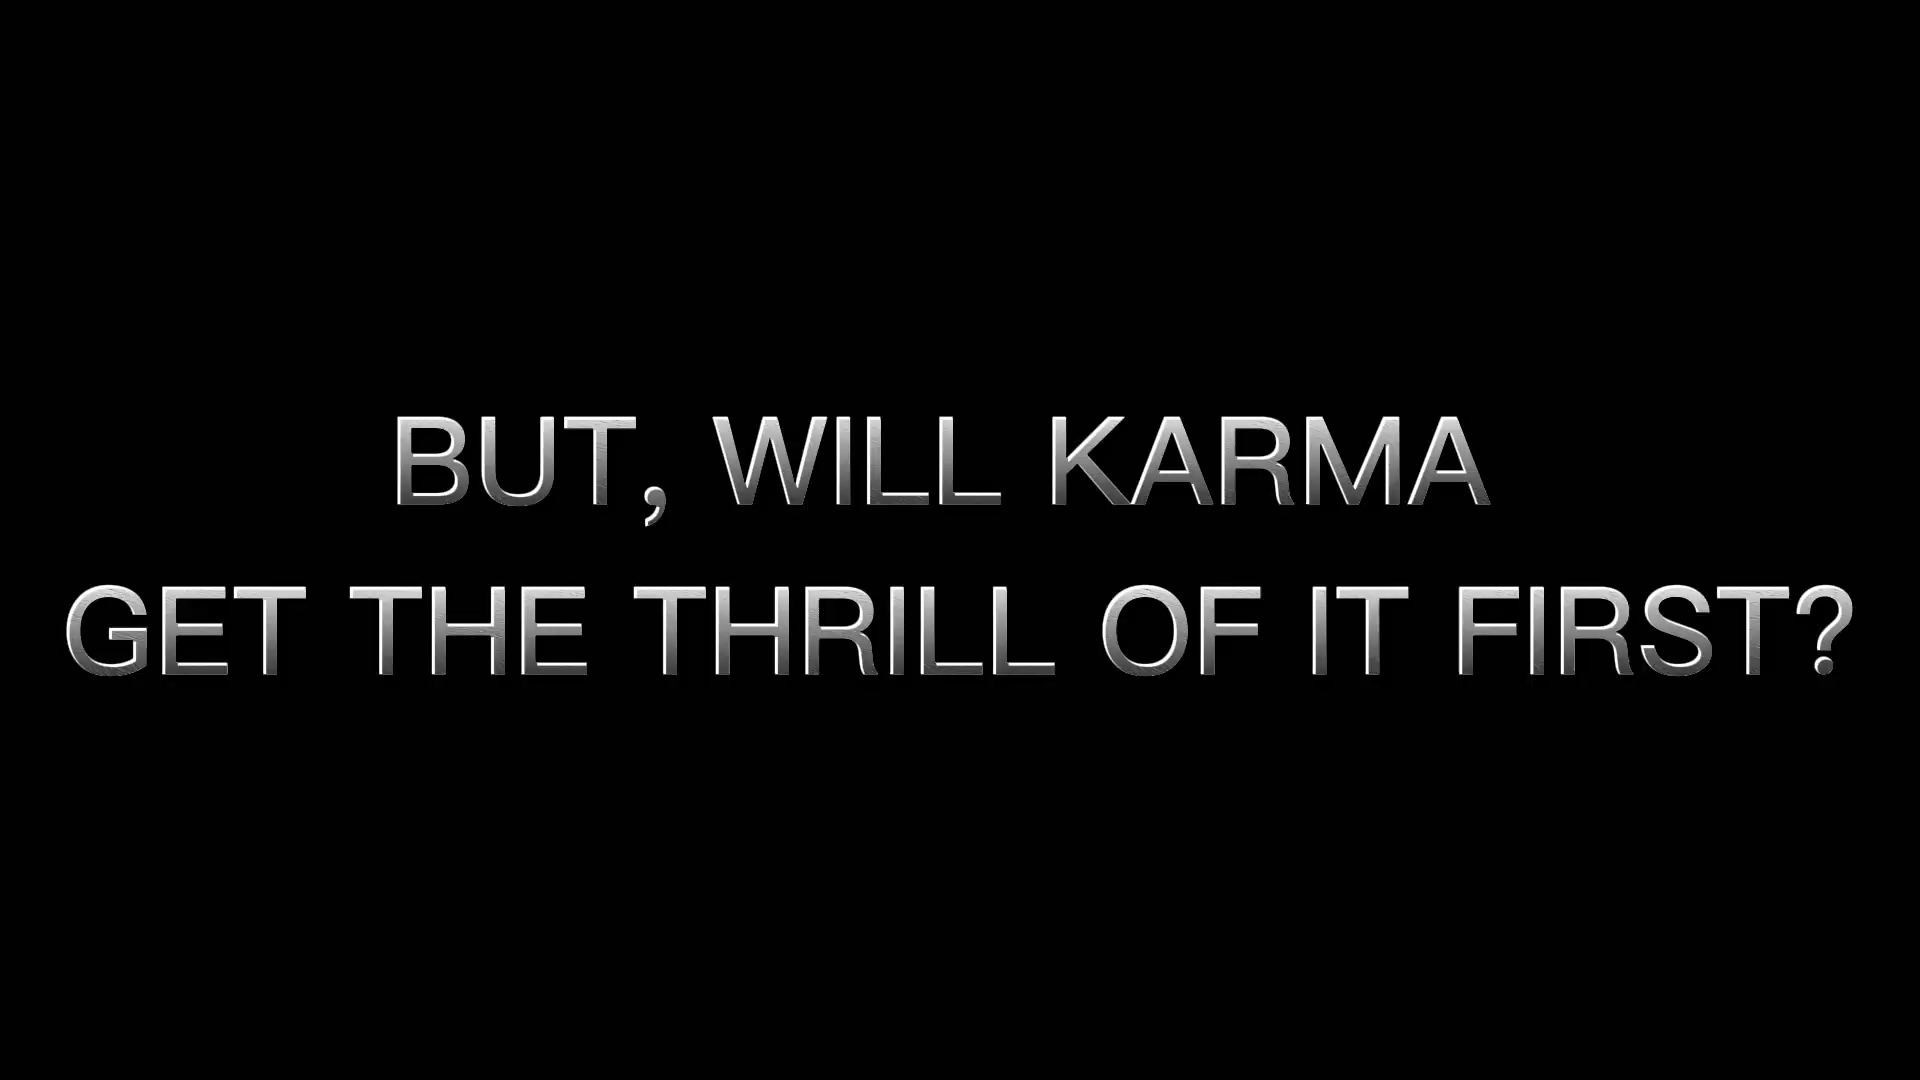 BUT, WILL KARMA
GET THE THRILL OF IT FIRST?